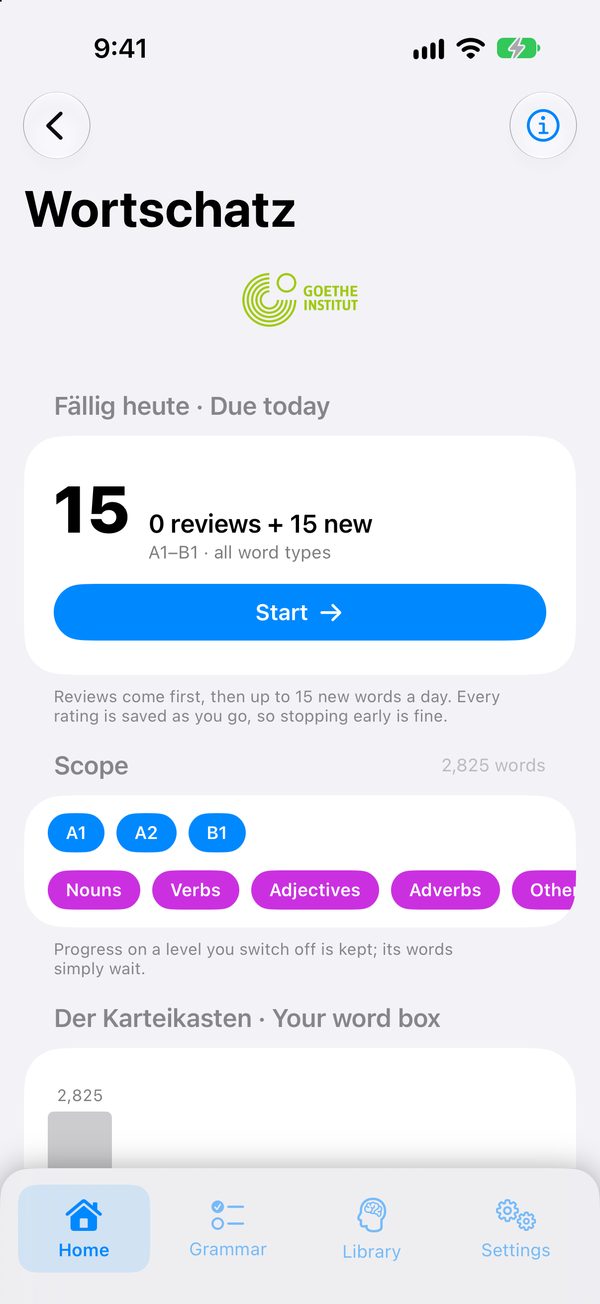 9:41
Wortschatz
GOETHE
INSTITUT
Fällig heute · Due today
15
0 reviews + 15 new
A1–B1 · all word types
Start →
Reviews come first, then up to 15 new words a day. Every
rating is saved as you go, so stopping early is fine.
Scope
2,825 words
A1 A2 B1
Nouns Verbs Adjectives Adverbs
Progress on a level you switch off is kept; its words
simply wait.
Der Karteikasten · Your word box
2,825
Home Grammar Library Settings